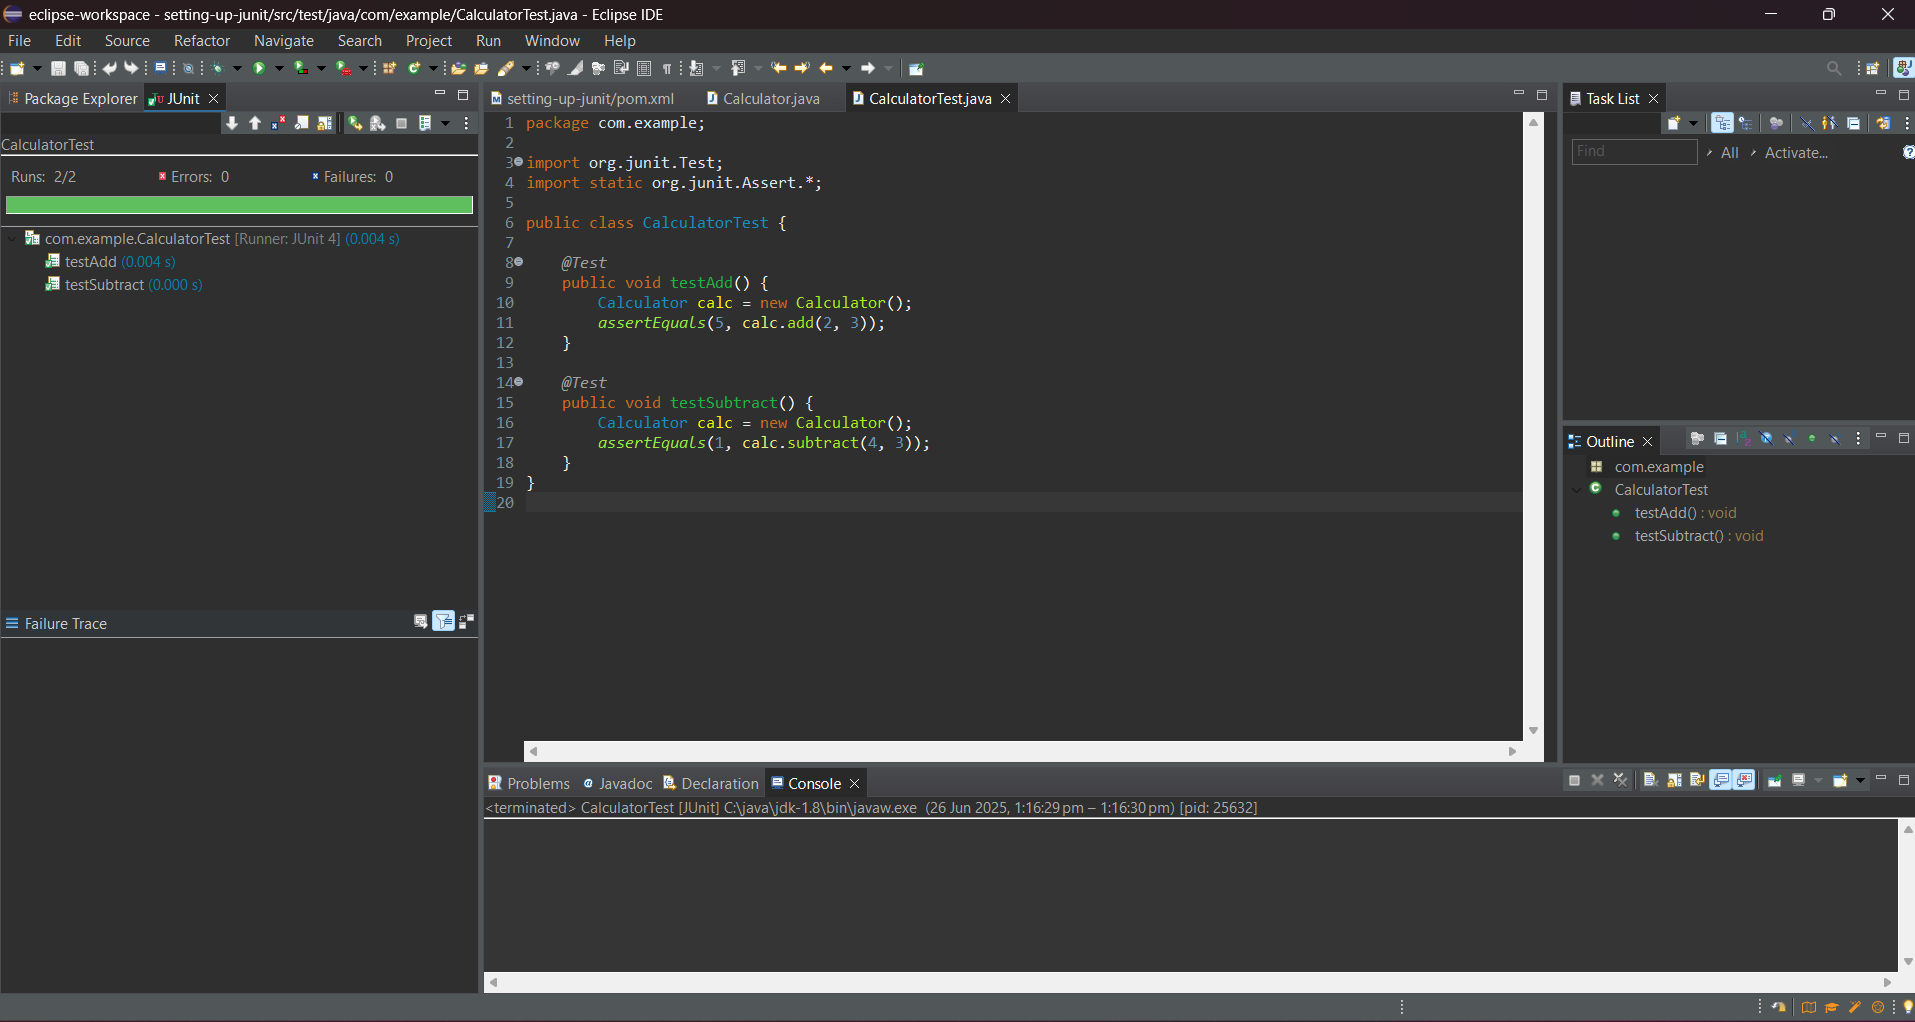 eclipse-workspace - setting-up-junit/src/test/java/com/example/CalculatorTest.java - Eclipse IDE
File Edit Source Refactor Navigate Search Project Run Window Help
Package Explorer JUnit
CalculatorTest
Runs: 2/2 Errors: 0 Failures: 0
com.example.CalculatorTest [Runner: JUnit 4] (0.004 s)
testAdd (0.004 s)
testSubtract (0.000 s)
Failure Trace
setting-up-junit/pom.xml Calculator.java CalculatorTest.java
1 package com.example;
2
3 import org.junit.Test;
4 import static org.junit.Assert.*;
5
6 public class CalculatorTest {
7
8 @Test
9 public void testAdd() {
10 Calculator calc = new Calculator();
11 assertEquals(5, calc.add(2, 3));
12 }
13
14 @Test
15 public void testSubtract() {
16 Calculator calc = new Calculator();
17 assertEquals(1, calc.subtract(4, 3));
18 }
19 }
20
Problems Javadoc Declaration Console
<terminated> CalculatorTest [JUnit] C:\java\jdk-1.8\bin\javaw.exe (26 Jun 2025, 1:16:29 pm – 1:16:30 pm) [pid: 25632]
Task List
Find All Activate...
Outline
com.example
CalculatorTest
testAdd() : void
testSubtract() : void